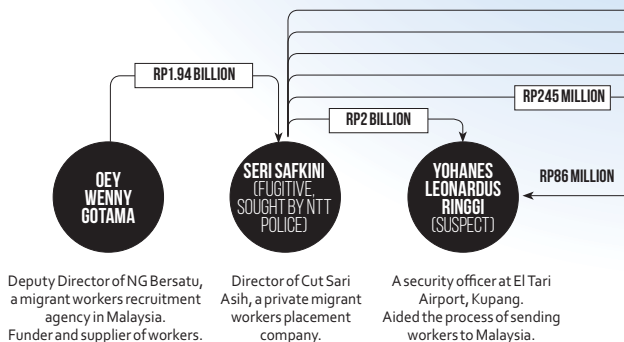 RP1.94 BILLION
RP245 MILLION
RP2 BILLION
RP86 MILLION
OEY
WENNY
GOTAMA
SERI SAFKINI
(FUGITIVE,
SOUGHT BY NTT
POLICE)
YOHANES
LEONARDUS
RINGGI
(SUSPECT)
Deputy Director of NG Bersatu,
a migrant workers recruitment
agency in Malaysia.
Funder and supplier of workers.
Director of Cut Sari
Asih, a private migrant
workers placement
company.
A security officer at El Tari
Airport, Kupang.
Aided the process of sending
workers to Malaysia.